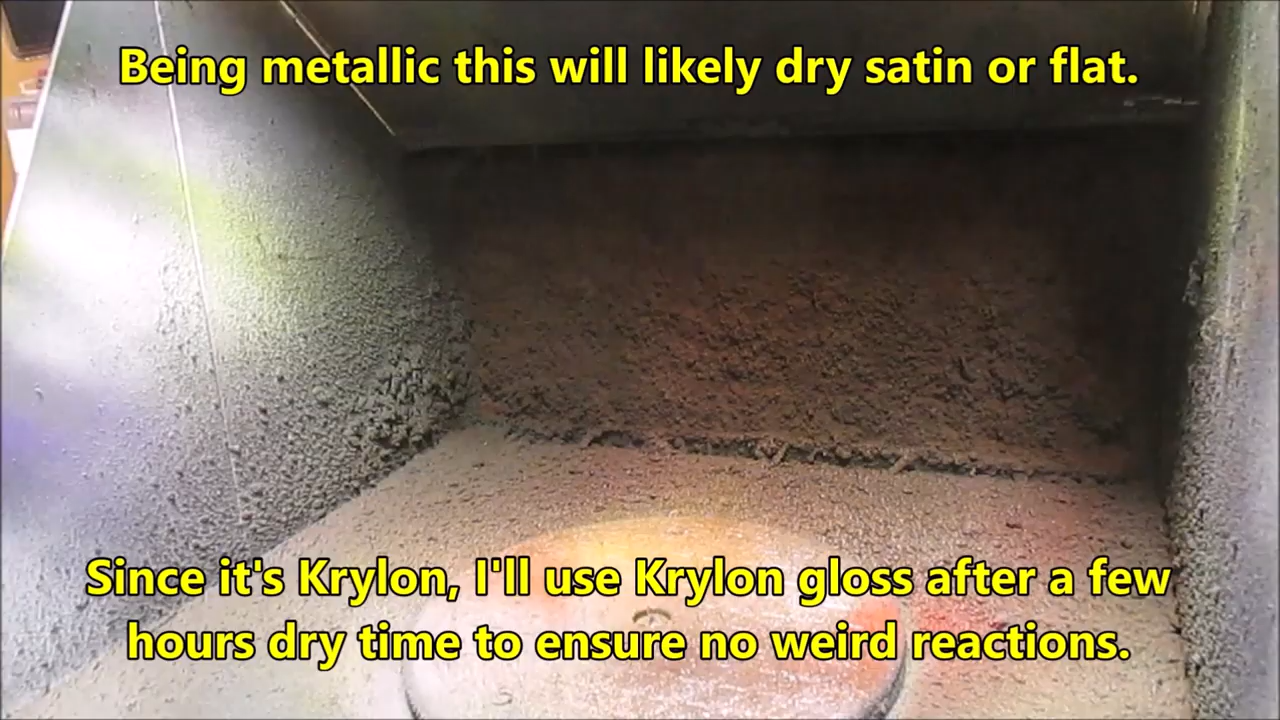 Being metallic this will likely dry satin or flat.
Since it's Krylon, I'll use Krylon gloss after a few
hours dry time to ensure no weird reactions.